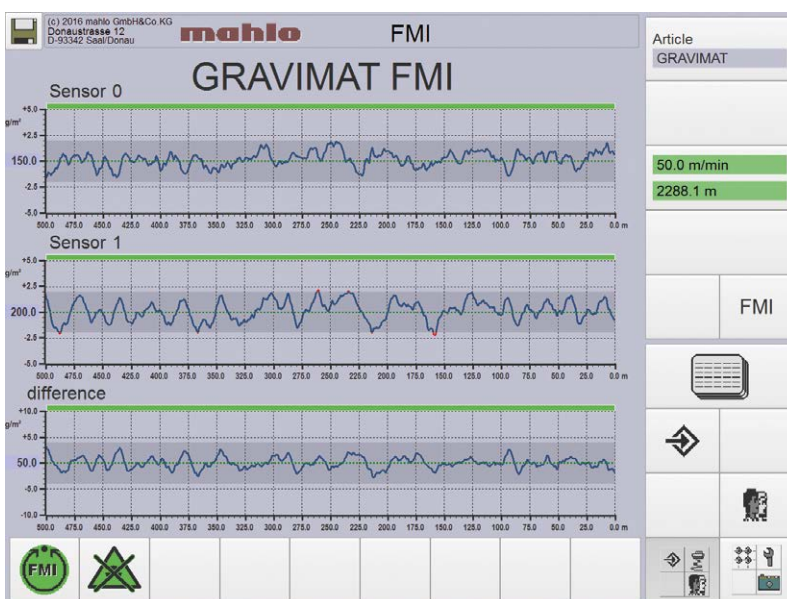 (c) 2016 mahlo GmbH&Co.KG
Donaustrasse 12
D-93342 Saal/Donau
mahlo
FMI
GRAVIMAT FMI
Sensor 0
+5.0
g/m²
+2.5
150.0
-2.5
-5.0
500.0 475.0 450.0 425.0 400.0 375.0 350.0 325.0 300.0 275.0 250.0 225.0 200.0 175.0 150.0 125.0 100.0 75.0 50.0 25.0 0.0 m
Sensor 1
+5.0
g/m²
+2.5
200.0
-2.5
-5.0
500.0 475.0 450.0 425.0 400.0 375.0 350.0 325.0 300.0 275.0 250.0 225.0 200.0 175.0 150.0 125.0 100.0 75.0 50.0 25.0 0.0 m
difference
+10.0
g/m²
+5.0
50.0
-5.0
-10.0
500.0 475.0 450.0 425.0 400.0 375.0 350.0 325.0 300.0 275.0 250.0 225.0 200.0 175.0 150.0 125.0 100.0 75.0 50.0 25.0 0.0 m
FMI
Article
GRAVIMAT
50.0 m/min
2288.1 m
FMI